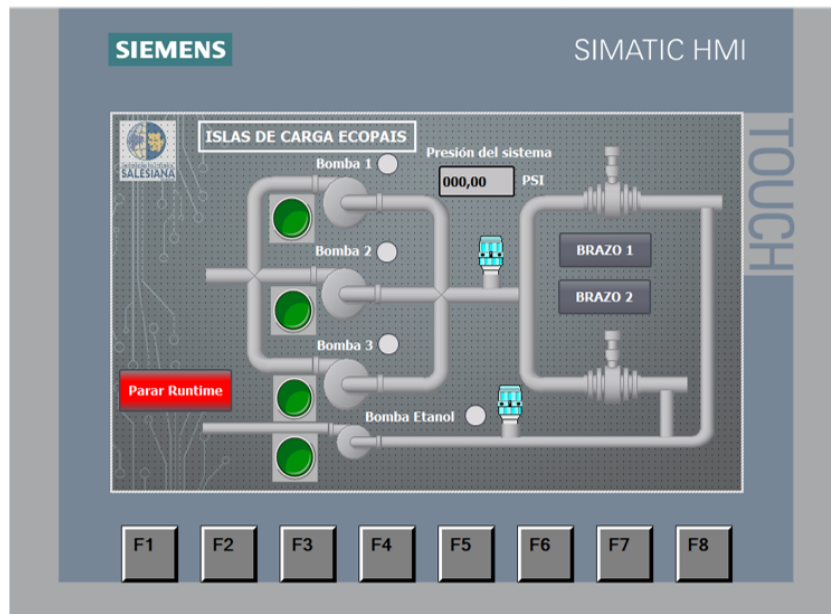 SIEMENS
SIMATIC HMI
TOUCH
ISLAS DE CARGA ECOPAIS
SALESIANA
Bomba 1
Presión del sistema
000,00 PSI
Bomba 2
BRAZO 1
BRAZO 2
Bomba 3
Parar Runtime
Bomba Etanol
F1 F2 F3 F4 F5 F6 F7 F8